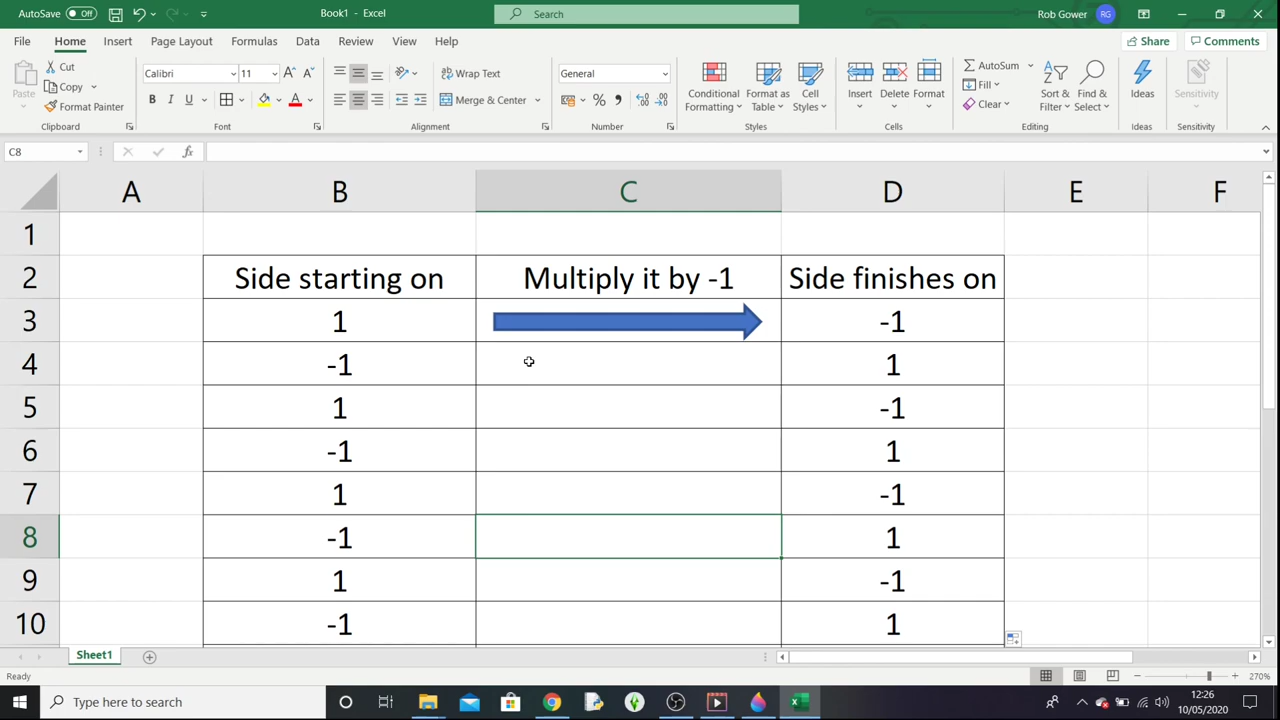 AutoSave Off Book1 - Excel Search Rob Gower RG
File Home Insert Page Layout Formulas Data Review View Help Share Comments
Paste Cut Calibri 11 A A Wrap Text General Conditional Formatting Format as Table Cell Styles Insert Delete Format AutoSum Sort & Filter Find & Select Ideas Sensitivity
Copy Fill
Format Painter B I U A Merge & Center % , Clear
Clipboard Font Alignment Number Styles Cells Editing Ideas Sensitivity
C8 fx
A B C D E F
1
2 Side starting on Multiply it by -1 Side finishes on
3 1 -1
4 -1 1
5 1 -1
6 -1 1
7 1 -1
8 -1 1
9 1 -1
10 -1 1
Sheet1
Ready 270%
Type here to search 12:26
10/05/2020